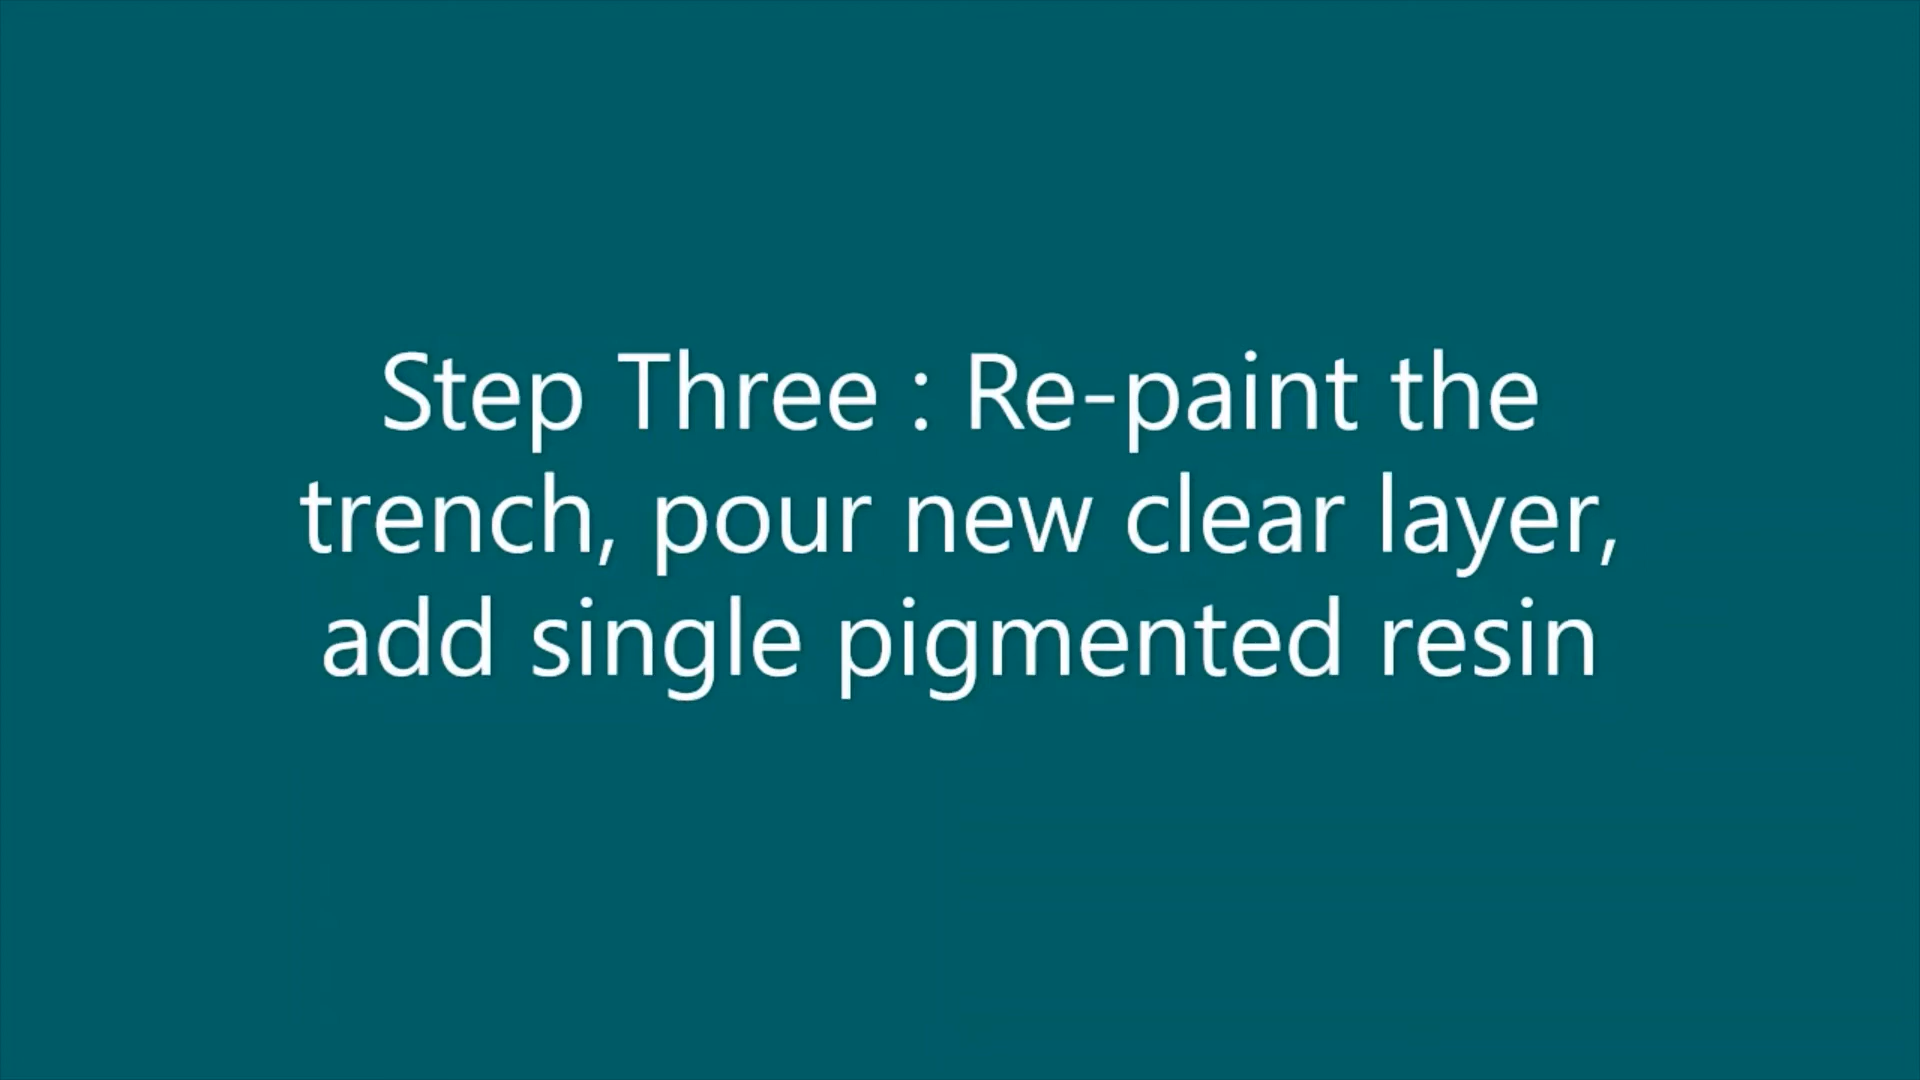 Step Three : Re-paint the
trench, pour new clear layer,
add single pigmented resin